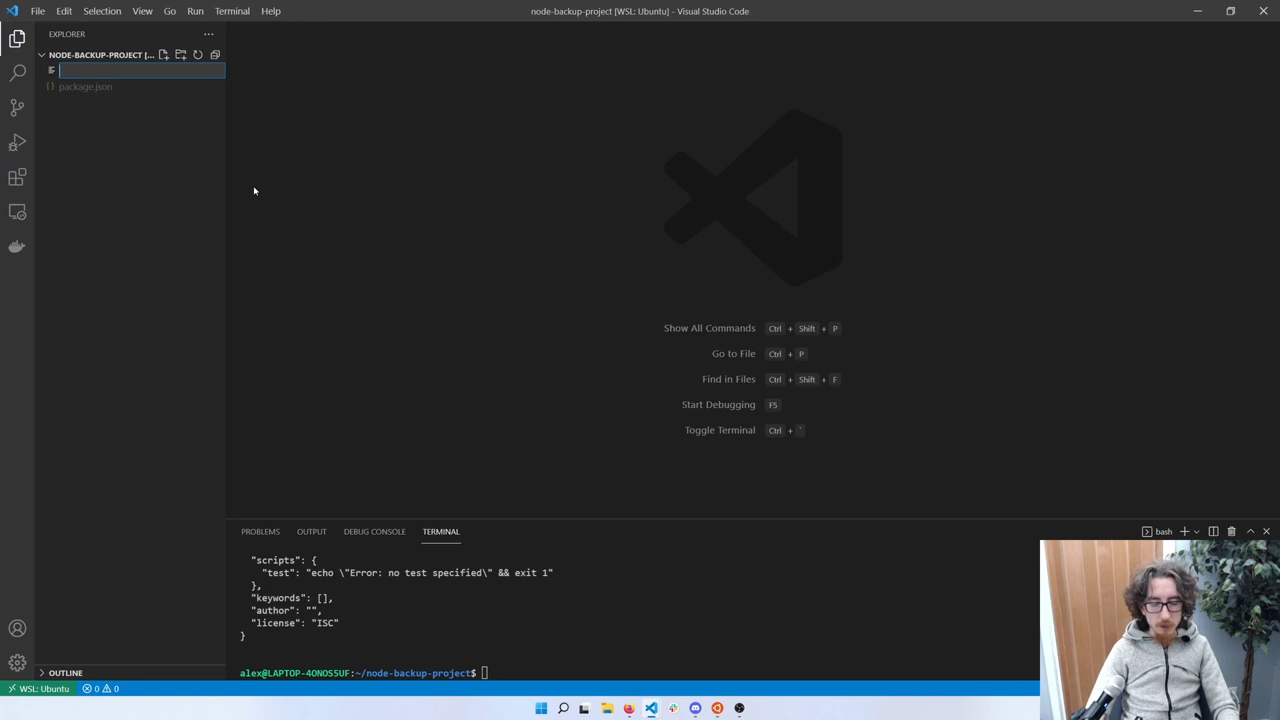 File Edit Selection View Go Run Terminal Help
node-backup-project [WSL: Ubuntu] - Visual Studio Code
EXPLORER
NODE-BACKUP-PROJECT [...
package.json
Show All Commands Ctrl + Shift + P
Go to File Ctrl + P
Find in Files Ctrl + Shift + F
Start Debugging F5
Toggle Terminal Ctrl + `
PROBLEMS OUTPUT DEBUG CONSOLE TERMINAL
bash
"scripts": {
"test": "echo \"Error: no test specified\" && exit 1"
},
"keywords": [],
"author": "",
"license": "ISC"
}
alex@LAPTOP-4ONOS5UF:~/node-backup-project$
OUTLINE
WSL: Ubuntu 0 0